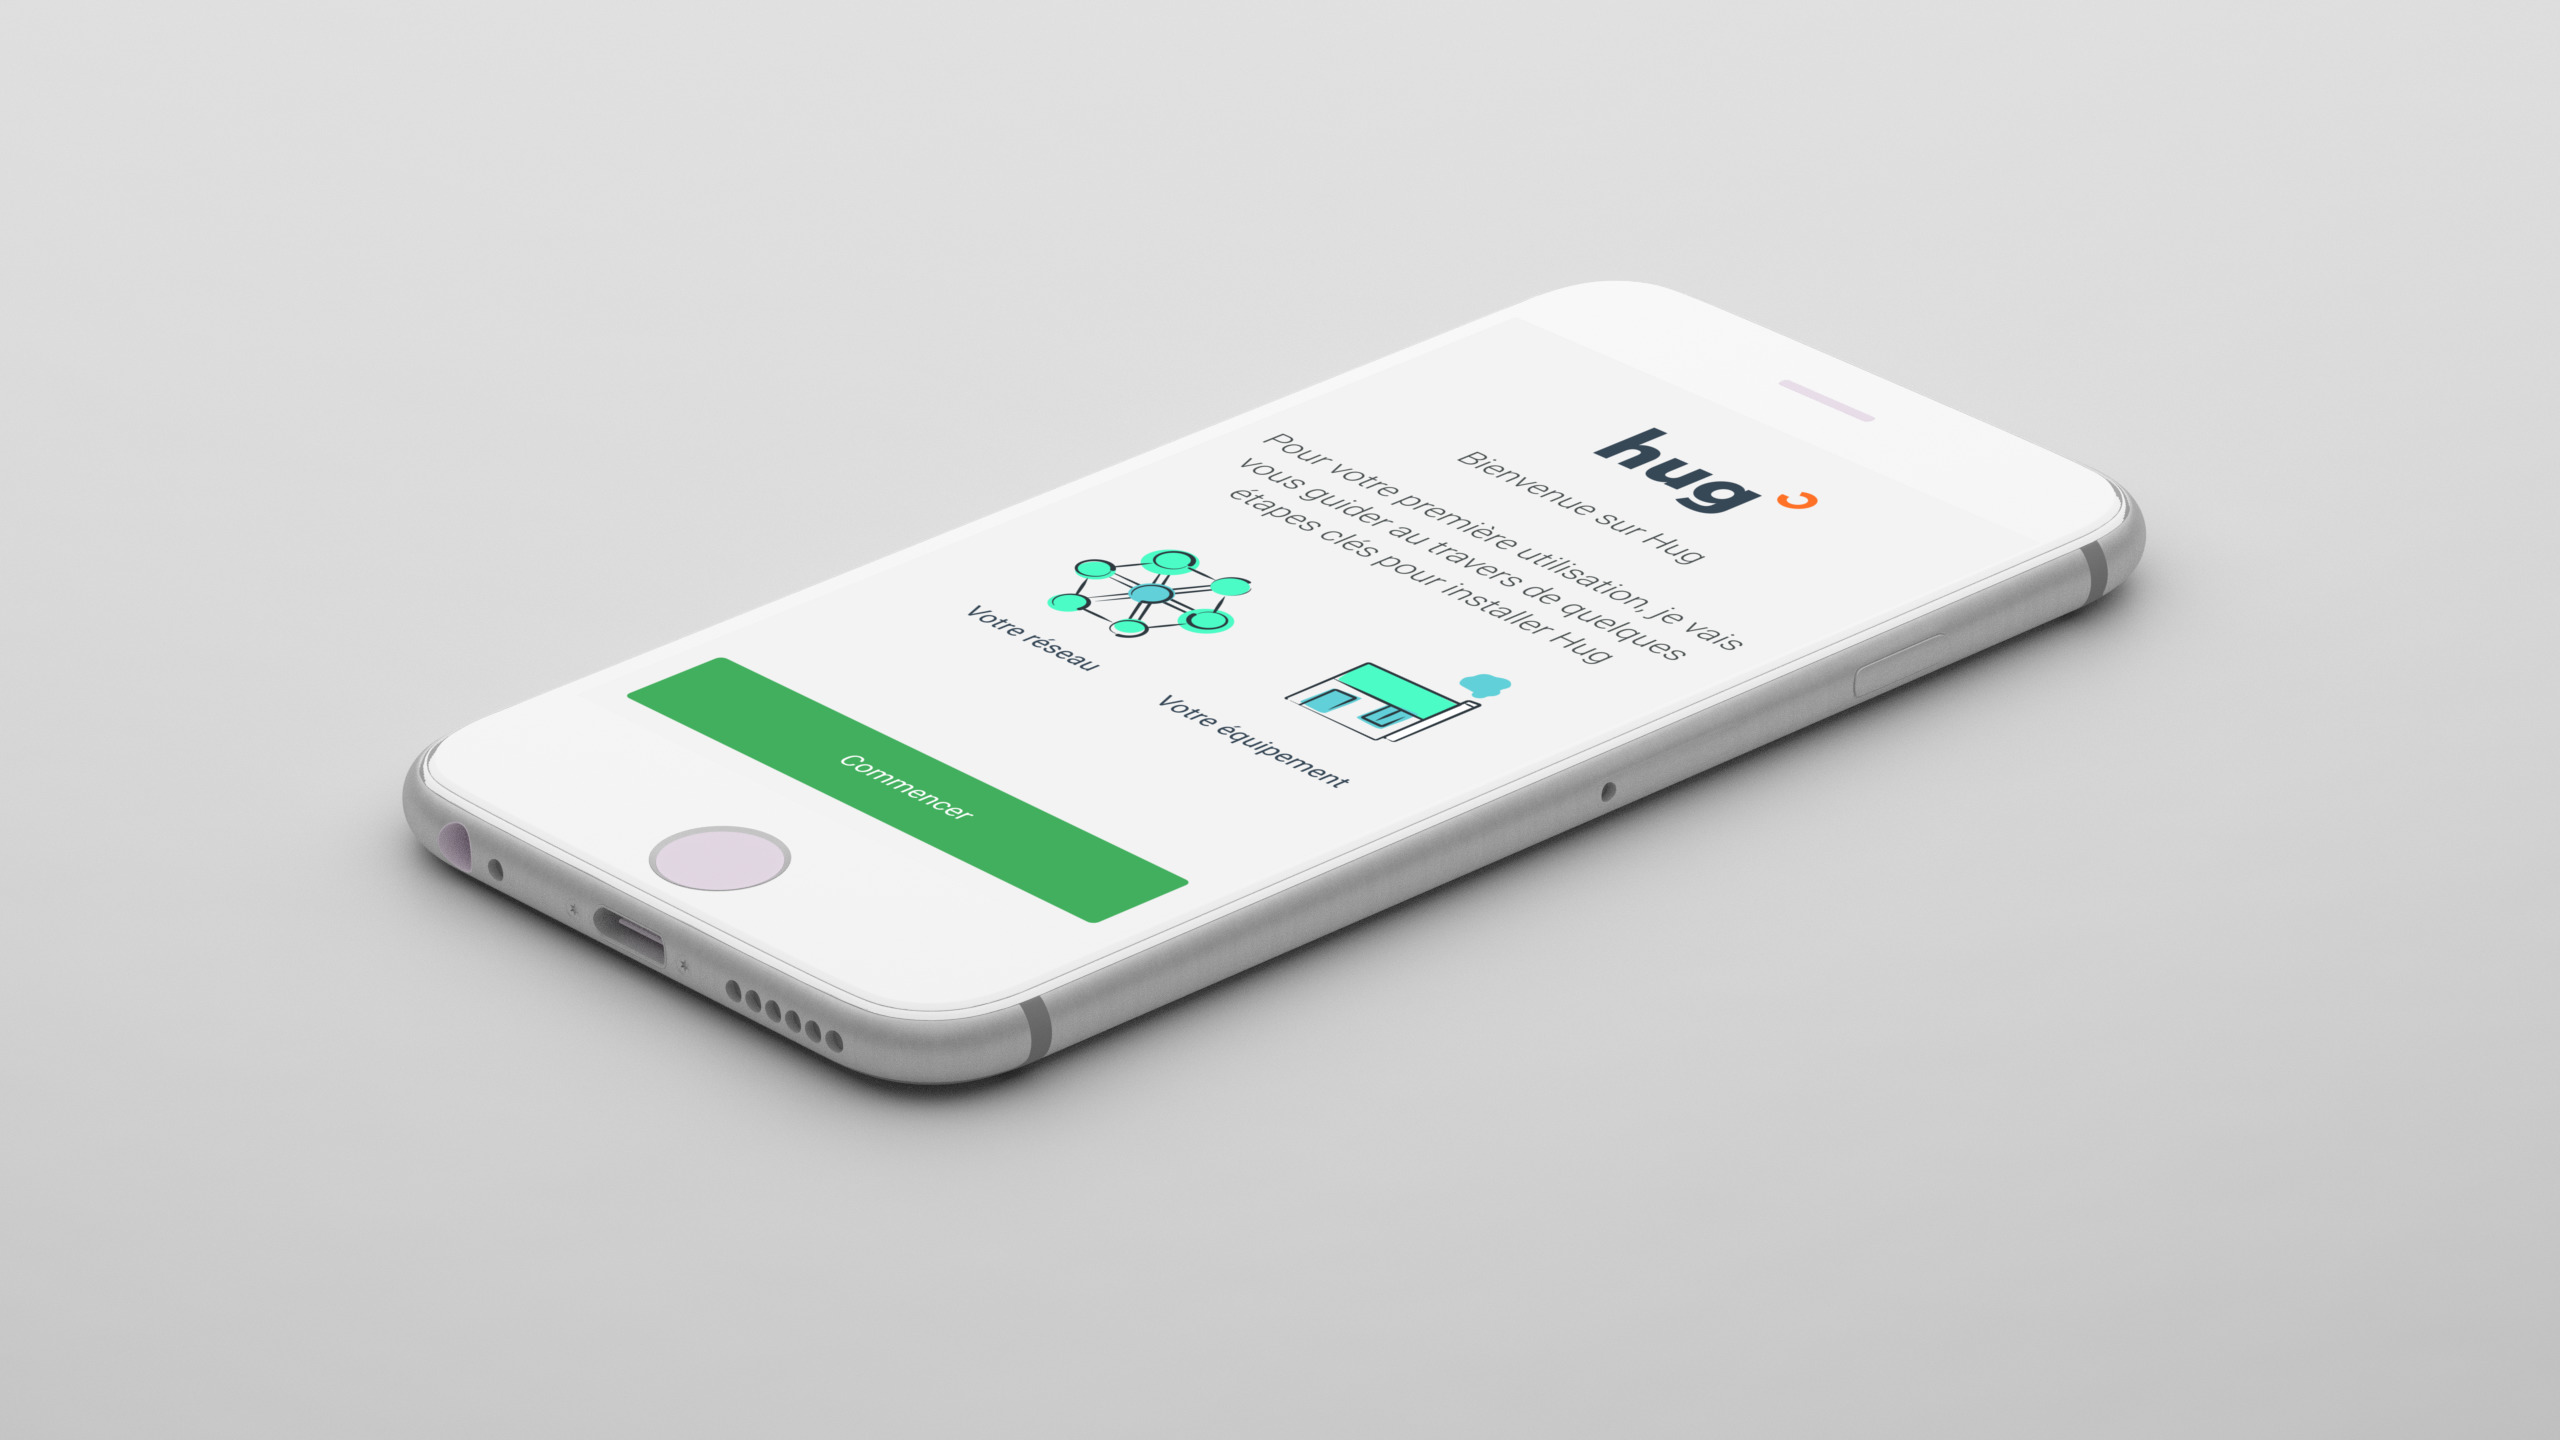 hug
Bienvenue sur Hug
Pour votre première utilisation, je vais
vous guider au travers de quelques
étapes clés pour installer Hug
Votre réseau
Votre équipement
Commencer